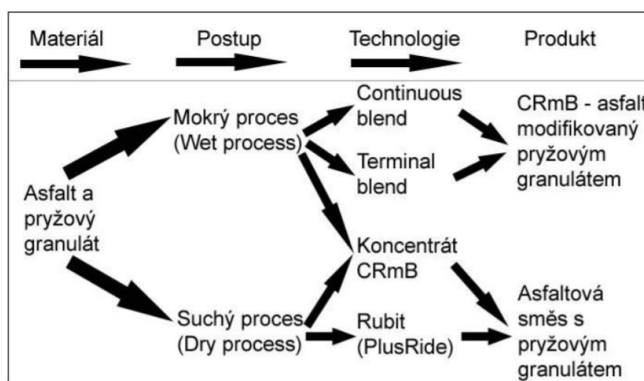 Materiál
Postup
Technologie
Produkt
Asfalt a
pryžový
granulát
Mokrý proces
(Wet process)
Suchý proces
(Dry process)
Continuous
blend
Terminal
blend
Koncentrát
CRmB
Rubit
(PlusRide)
CRmB - asfalt
modifikovaný
pryžovým
granulátem
Asfaltová
směs s
pryžovým
granulátem